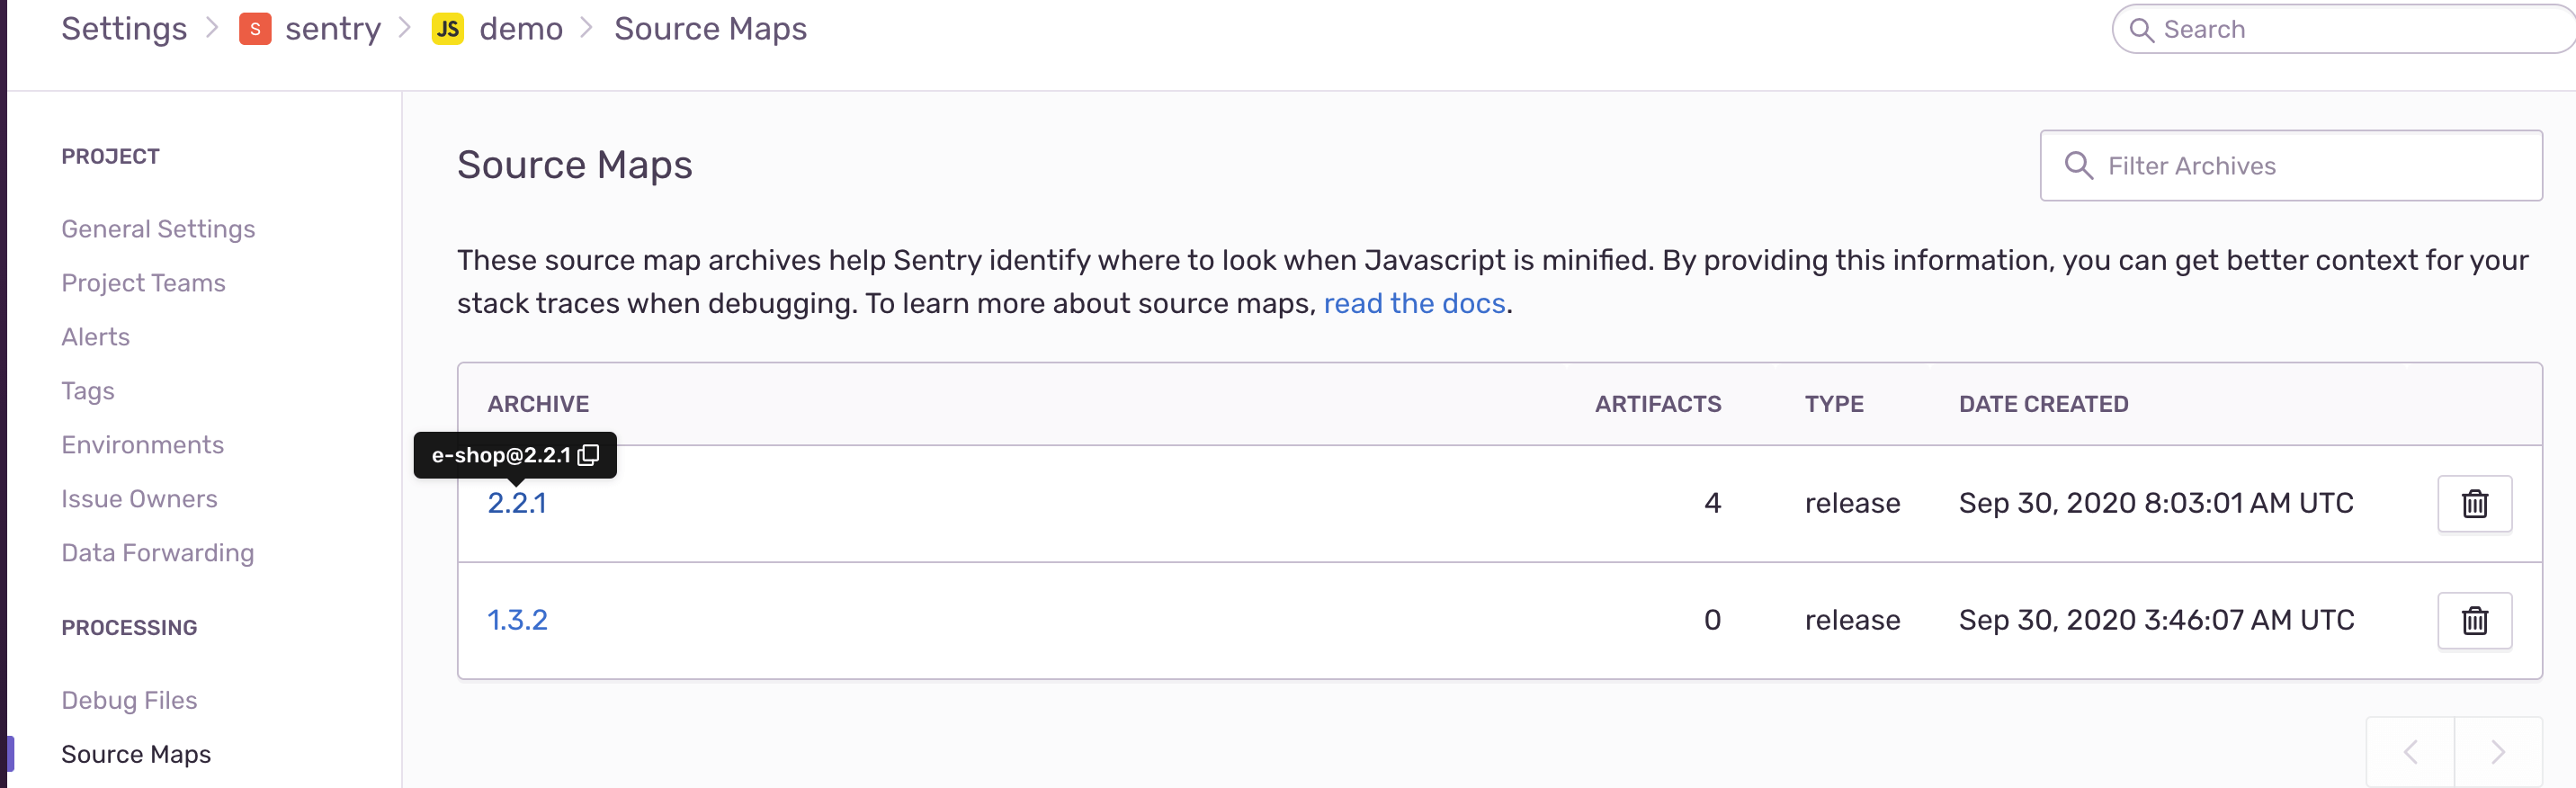 Settings > S sentry > JS demo > Source Maps
Search
PROJECT
General Settings
Project Teams
Alerts
Tags
Environments
Issue Owners
Data Forwarding
PROCESSING
Debug Files
Source Maps
Source Maps
Filter Archives
These source map archives help Sentry identify where to look when Javascript is minified. By providing this information, you can get better context for your
stack traces when debugging. To learn more about source maps, read the docs.
ARCHIVE ARTIFACTS TYPE DATE CREATED
e-shop@2.2.1
2.2.1 4 release Sep 30, 2020 8:03:01 AM UTC
1.3.2 0 release Sep 30, 2020 3:46:07 AM UTC